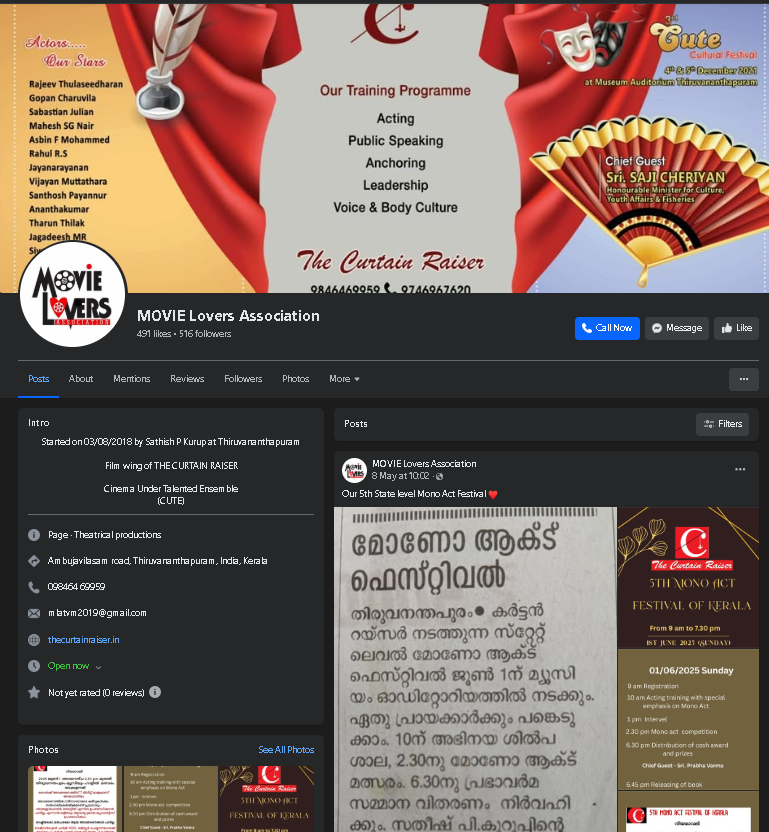 Actors.....
Our Stars
Rajeev Thulaseedharan
Gopan Charuvila
Sabastian Julian
Mahesh SG Nair
Asbin F Mohammed
Rahul R.S
Jayanarayan
Vijayan Muttathara
Santhosh Payannur
Ananthakumar
Tharun Thilak
Jagadeesh MR
Our Training Programme
Acting
Public Speaking
Anchoring
Leadership
Voice & Body Culture
The Curtain Raiser
9846469959 9746967620
3rd
Cute
Cultural Festival
4th & 5th December 2021
at Museum Auditorium Thiruvananthapuram
Chief Guest
Sri. SAJI CHERIYAN
Honourable Minister for Culture,
Youth Affairs & Fisheries
MOVIE
LOVERS
ASSOCIATION
MOVIE Lovers Association
491 likes • 516 followers
Call Now
Message
Like
Posts
About
Mentions
Reviews
Followers
Photos
More
Intro
Started on 03/08/2018 by Sathish P Kurup at Thiruvananthapuram
Film wing of THE CURTAIN RAISER
Cinema Under Talented Ensemble
(CUTE)
Page · Theatrical productions
Ambujavilasam road, Thiruvananthapuram, India, Kerala
098464 69959
mlatvm2019@gmail.com
thecurtainraiser.in
Open now
Not yet rated (0 reviews)
Photos
See All Photos
Posts
Filters
MOVIE Lovers Association
8 May at 10:02
Our 5th State level Mono Act Festival
മോണോ ആക്ട്
ഫെസ്റ്റിവൽ
തിരുവനന്തപുരം● കർട്ടൻ
റയ്സർ നടത്തുന്ന സ്റ്റേറ്റ്
ലെവൽ മോണോ ആക്ട്
ഫെസ്റ്റിവൽ ജൂൺ 1ന് മ്യൂസി
യം ഓഡിറ്റോറിയത്തിൽ നടക്കും.
ഏതു പ്രായക്കാർക്കും പങ്കെടു
ക്കാം. 10ന് അഭിനയ ശിൽപ
ശാല, 2.30നു മോണോ ആക്ട്
മത്സരം. 6.30നു പ്രഭാവർമ
സമ്മാന വിതരണം നിർവഹി
ക്കും. സതീഷ് പി.കുറുപ്പിന്റെ
The Curtain Raiser
5TH MONO ACT
FESTIVAL OF KERALA
From 9 am to 7.30 pm
1ST JUNE 2025 (SUNDAY)
01/06/2025 Sunday
9 am Registration
10 am Acting training with special
emphasis on Mono Act
1 pm Interval
2.30 pm Mono act competition
6.30 pm Distribution of cash award
and prizes
Chief Guest - Sri. Prabha Varma
6.45 pm Releasing of book
5TH MONO ACT FESTIVAL OF KERALA
നിയമാവലി